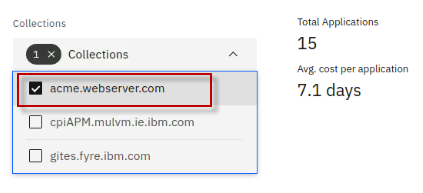 Collections
1 × Collections
acme.webserver.com
cpiAPM.mulvm.ie.ibm.com
gites.fyre.ibm.com
Total Applications
15
Avg. cost per application
7.1 days